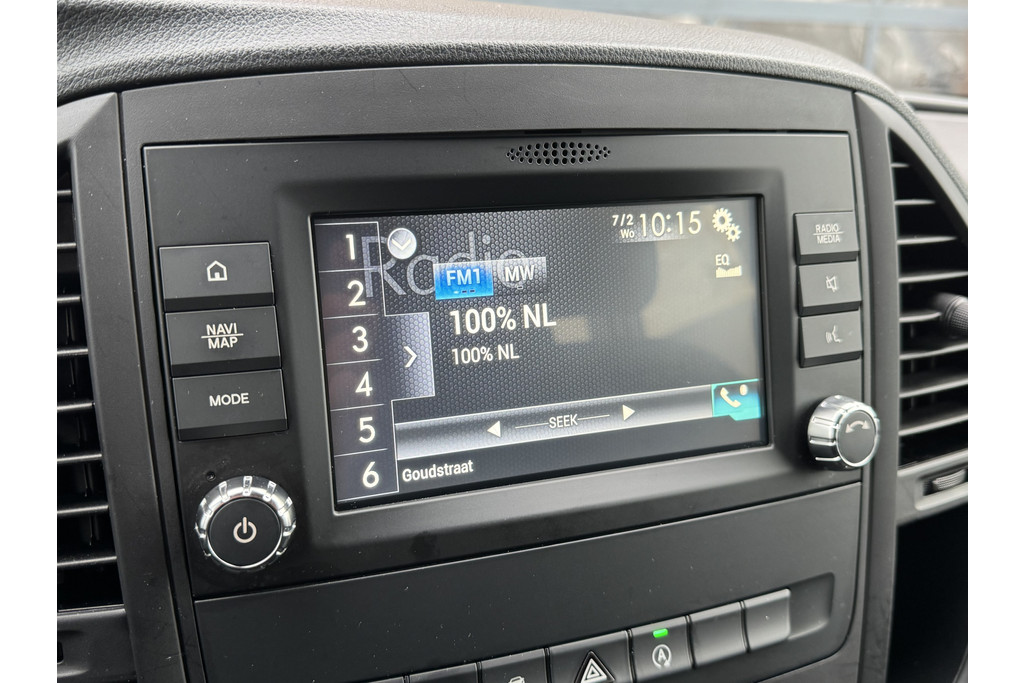 7/2
Wo
10:15
Radio
1
2
3
4
5
6
FM1
MW
EQ
100% NL
100% NL
SEEK
Goudstraat
NAVI
MAP
MODE
RADIO
MEDIA
A